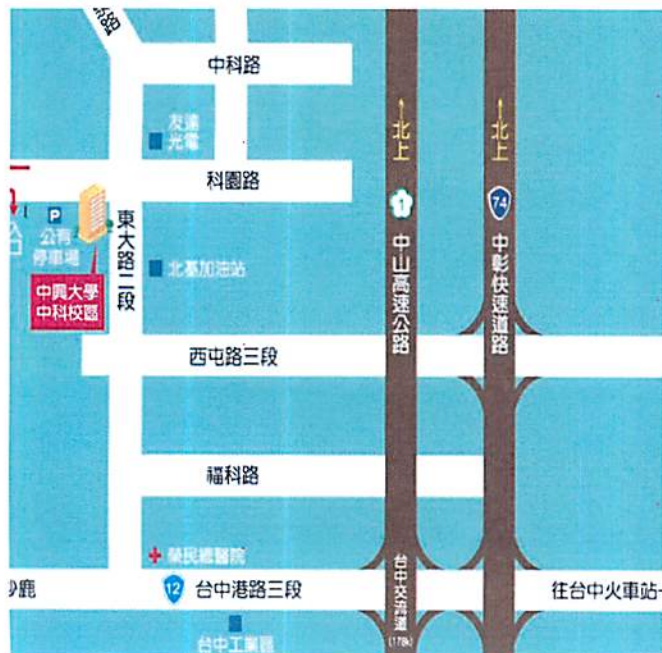 中科路
友達
光電
北上
北上
科園路
1
74
P
公有
停車場
東大路二段
中山高速公路
中彰快速道路
北基加油站
中興大學
中科校區
西屯路三段
福科路
榮民總醫院
沙鹿
12
台中港路三段
台中交流道
(178k)
往台中火車站
台中工業區